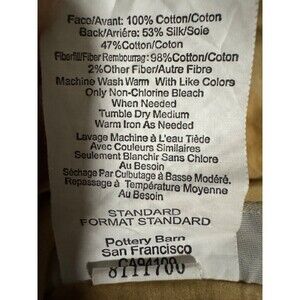 Face/Avant: 100% Cotton/Coton
Back/Arriére: 53% Silk/Soie
47%Cotton/Coton
Fiberfill/Fiber Rembourrag: 98%Cotton/Coton
2%Other Fiber/Autre Fibre
Machine Wash Warm With Like Colors
Only Non-Chlorine Bleach
When Needed
Tumble Dry Medium
Warm Iron As Needed
Lavage Machine à L'eau Tiède
Avec Couleurs Similaires
Seulement Blanchir Sans Chlore
Au Besoin
Séchage Par Culbutage à Basse Modéré.
Repassage à Température Moyenne
Au Besoin
STANDARD
FORMAT STANDARD
Pottery Barn
San Francisco